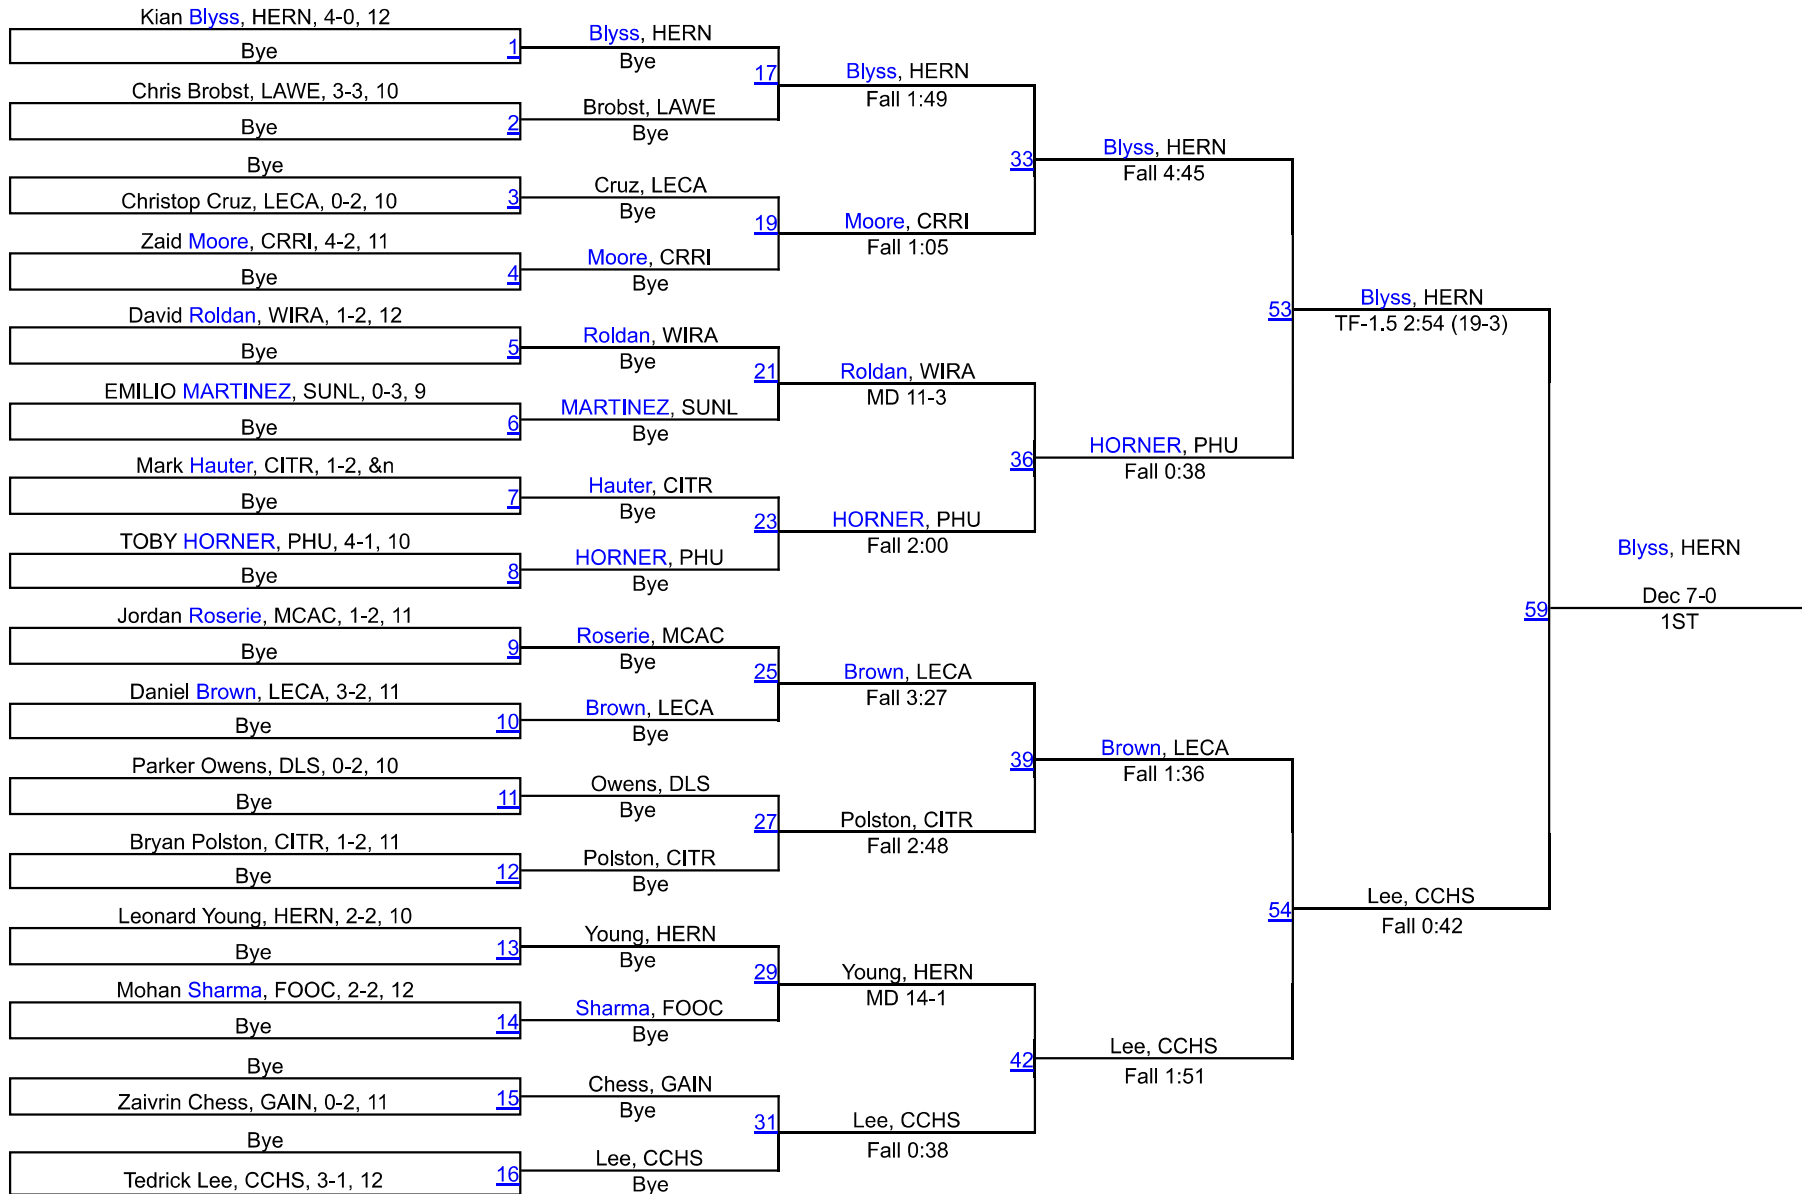 Kian Blyss, HERN, 4-0, 12
Bye
1
Chris Brobst, LAWE, 3-3, 10
Bye
2
Bye
Christop Cruz, LECA, 0-2, 10
3
Zaid Moore, CRRI, 4-2, 11
Bye
4
David Roldan, WIRA, 1-2, 12
Bye
5
EMILIO MARTINEZ, SUNL, 0-3, 9
Bye
6
Mark Hauter, CITR, 1-2, &n
Bye
7
TOBY HORNER, PHU, 4-1, 10
Bye
8
Jordan Roserie, MCAC, 1-2, 11
Bye
9
Daniel Brown, LECA, 3-2, 11
Bye
10
Parker Owens, DLS, 0-2, 10
Bye
11
Bryan Polston, CITR, 1-2, 11
Bye
12
Leonard Young, HERN, 2-2, 10
Bye
13
Mohan Sharma, FOOC, 2-2, 12
Bye
14
Bye
Zaivrin Chess, GAIN, 0-2, 11
15
Bye
Tedrick Lee, CCHS, 3-1, 12
16
Blyss, HERN
Bye
17
Brobst, LAWE
Bye
Cruz, LECA
Bye
19
Moore, CRRI
Bye
Roldan, WIRA
Bye
21
MARTINEZ, SUNL
Bye
Hauter, CITR
Bye
23
HORNER, PHU
Bye
Roserie, MCAC
Bye
25
Brown, LECA
Bye
Owens, DLS
Bye
27
Polston, CITR
Bye
Young, HERN
Bye
29
Sharma, FOOC
Bye
Chess, GAIN
Bye
31
Lee, CCHS
Bye
Blyss, HERN
Fall 1:49
33
Moore, CRRI
Fall 1:05
Roldan, WIRA
MD 11-3
36
HORNER, PHU
Fall 2:00
Brown, LECA
Fall 3:27
39
Polston, CITR
Fall 2:48
Young, HERN
MD 14-1
42
Lee, CCHS
Fall 0:38
Blyss, HERN
Fall 4:45
53
HORNER, PHU
Fall 0:38
Brown, LECA
Fall 1:36
54
Lee, CCHS
Fall 1:51
Blyss, HERN
TF-1.5 2:54 (19-3)
59
Lee, CCHS
Fall 0:42
Blyss, HERN
Dec 7-0
1ST